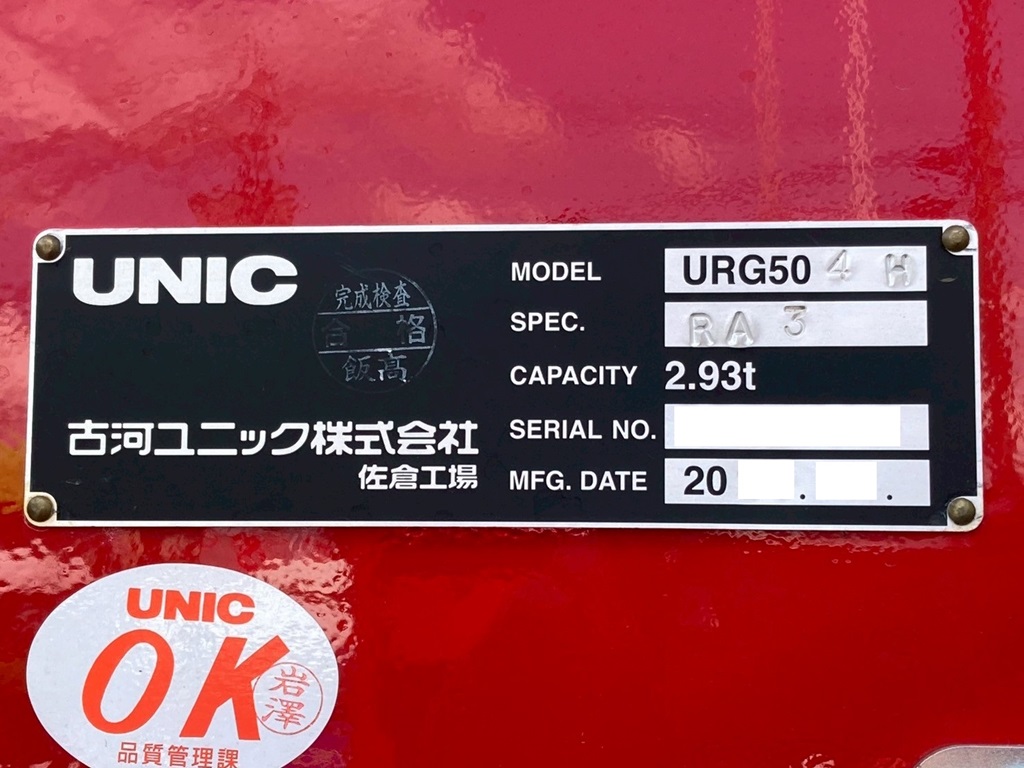 UNIC
完成検査
合格
飯高
古河ユニック株式会社
佐倉工場
MODEL URG504H
SPEC. RA3
CAPACITY 2.93t
SERIAL NO.
MFG. DATE 20 . .
UNIC
OK
岩澤
品質管理課